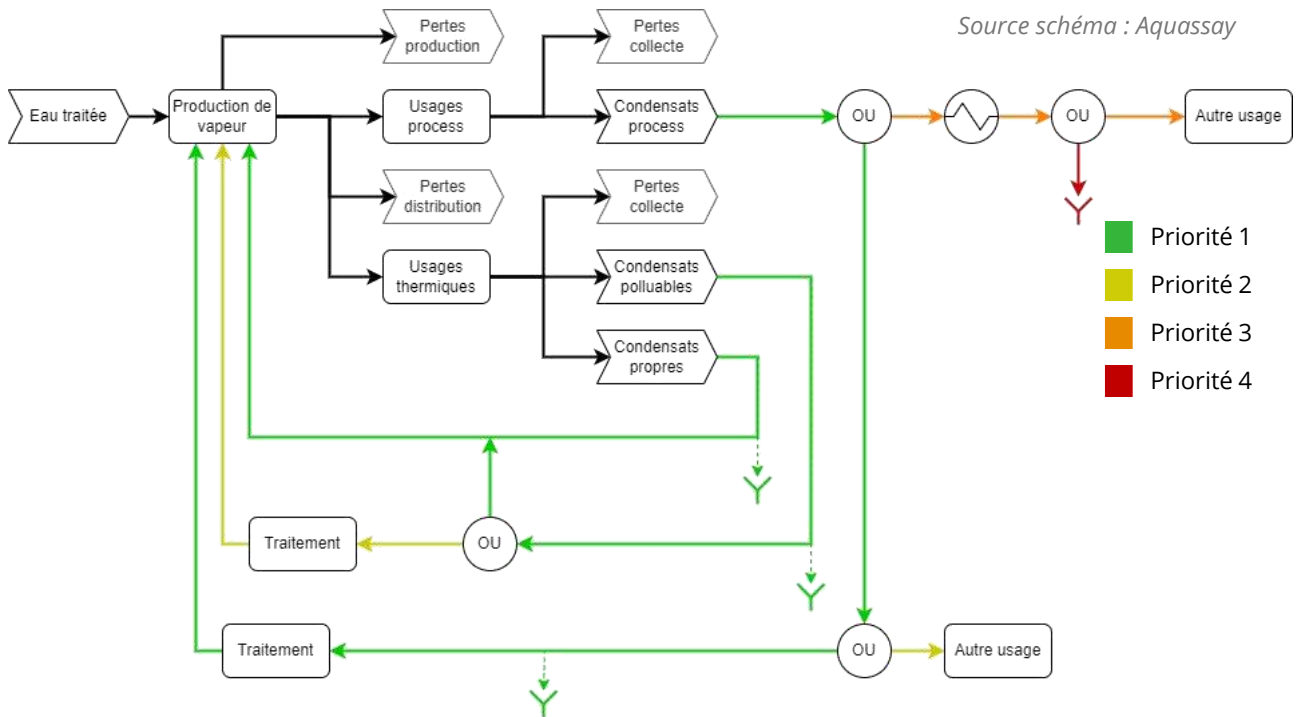 Source schéma : Aquassay
Pertes
production
Pertes
collecte
Eau traitée
Production de
vapeur
Usages
process
Condensats
process
OU
OU
Autre usage
Pertes
distribution
Pertes
collecte
Usages
thermiques
Condensats
polluables
Condensats
propres
Priorité 1
Priorité 2
Priorité 3
Priorité 4
Traitement
OU
Traitement
OU
Autre usage